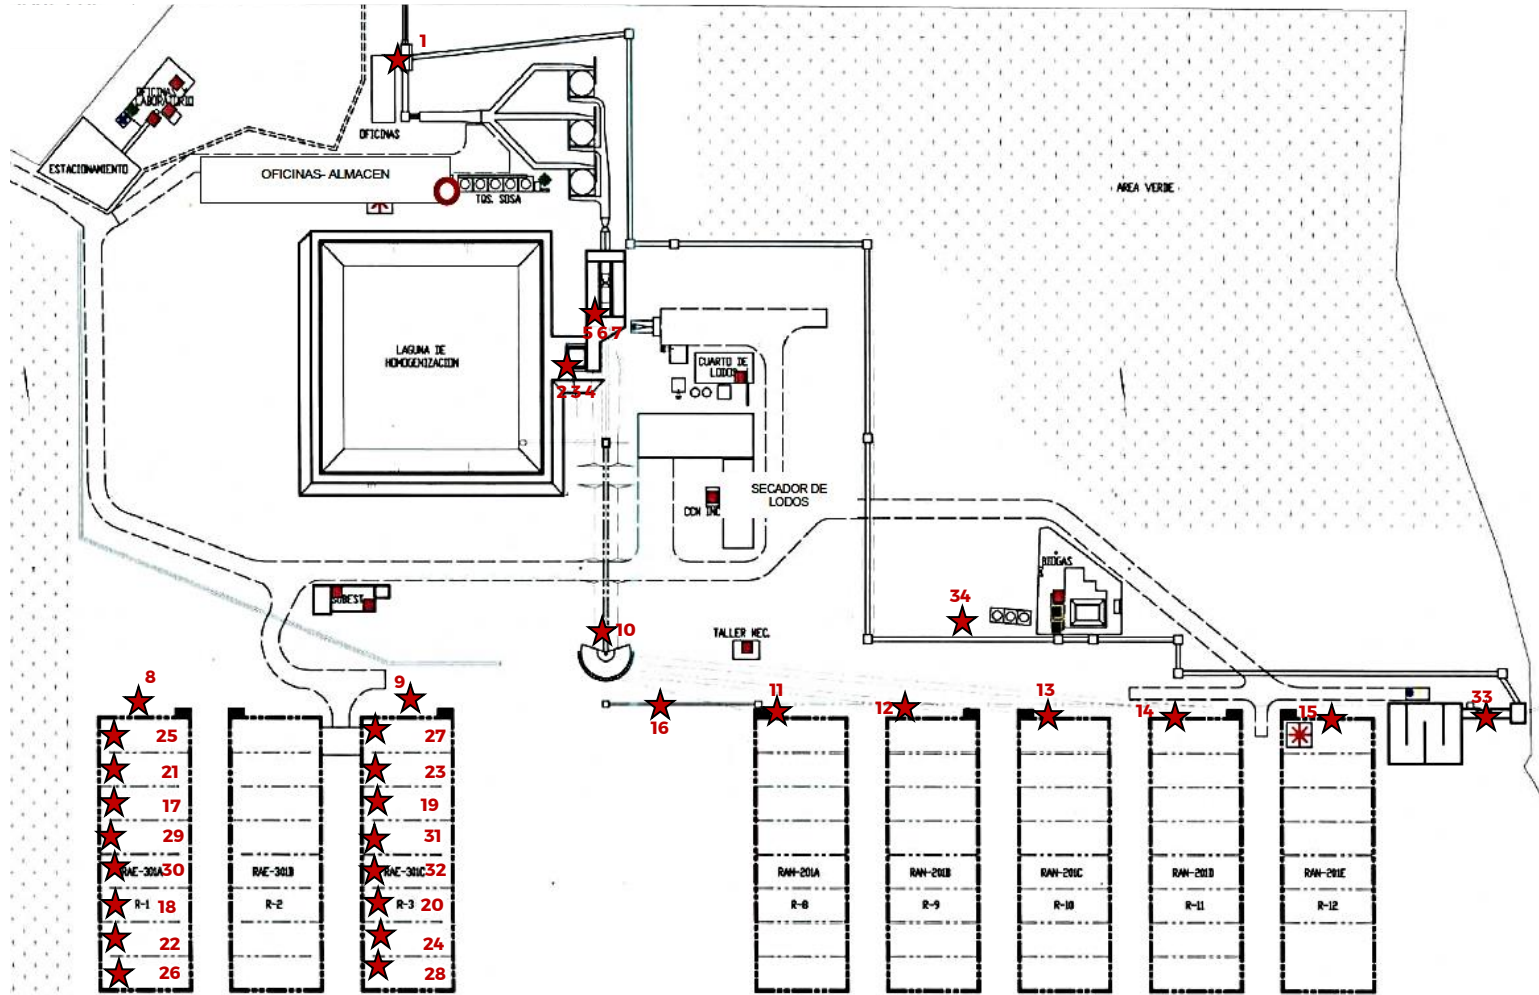 1
OFICINA
LABORATORIO
OFICINAS
ESTACIONAMIENTO
OFICINAS- ALMACEN
TQS. SOSA
AREA VERDE
LAGUNA DE
HOMOGENIZACION
5 6 7
2 3 4
CUARTO DE
LODOS
SECADOR DE
LODOS
BIOGAS
SUBEST.
34
10
TALLER MEC.
8
9
11
12
13
14
15
16
33
25
27
21
23
17
19
29
31
RAE-301A
30
RAE-301B
RAE-301C
32
RAN-201A
RAN-201B
RAN-201C
RAN-201D
RAN-201E
R-1
18
R-2
R-3
20
R-8
R-9
R-10
R-11
R-12
22
24
26
28